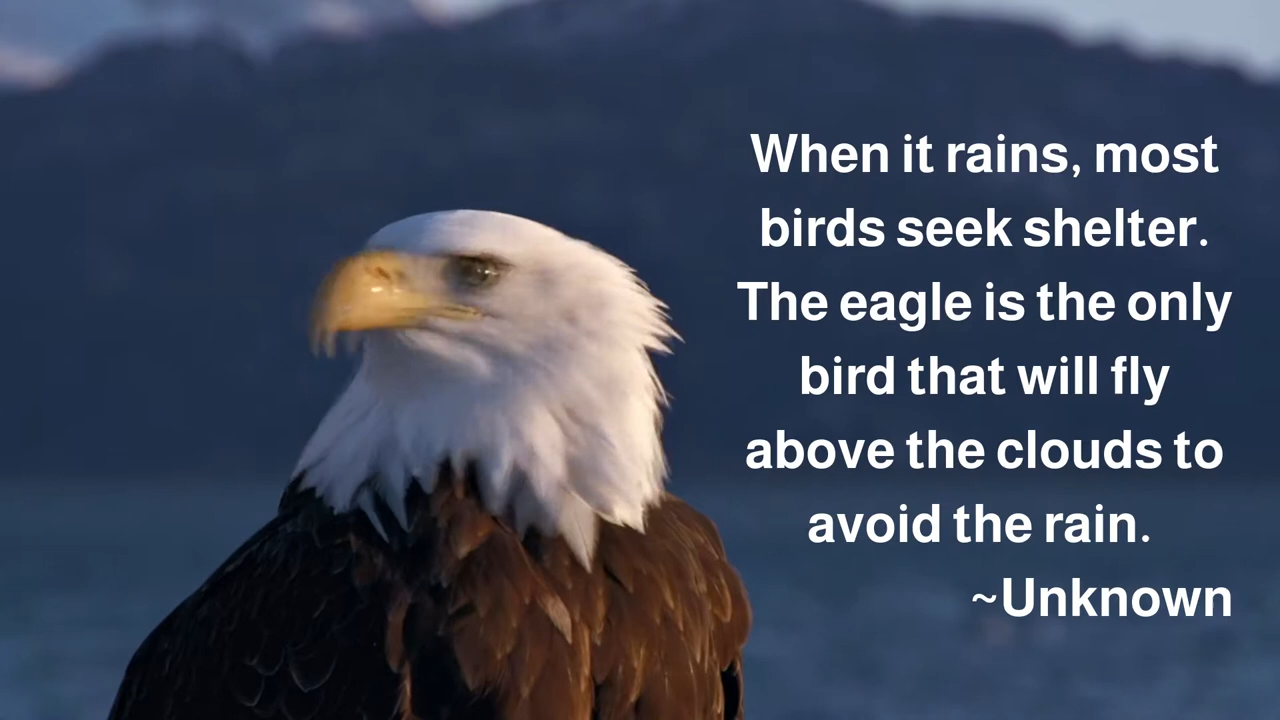 When it rains, most
birds seek shelter.
The eagle is the only
bird that will fly
above the clouds to
avoid the rain.
~Unknown